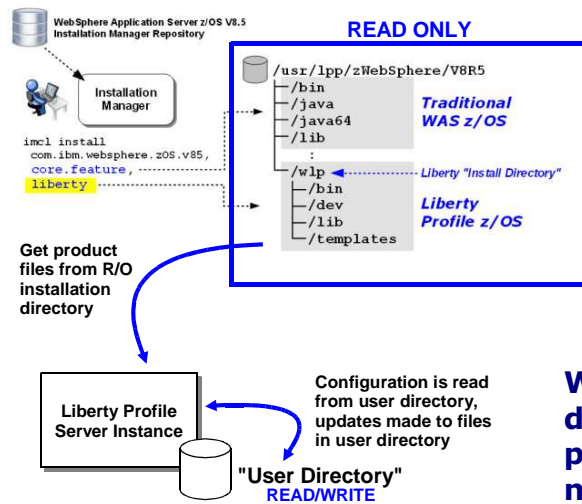 WebSphere Application Server z/OS V8.5
Installation Manager Repository
READ ONLY
Installation
Manager
imcl install
com.ibm.websphere.zOS.v85,
core.feature,
liberty
/usr/lpp/zWebSphere/V8R5
/bin
/java
/java64
/lib
:
/wlp
/bin
/dev
/lib
/templates
Traditional
WAS z/OS
Liberty "Install Directory"
Liberty
Profile z/OS
Get product
files from R/O
installation
directory
Liberty Profile
Server Instance
Configuration is read
from user directory,
updates made to files
in user directory
"User Directory"
READ/WRITE